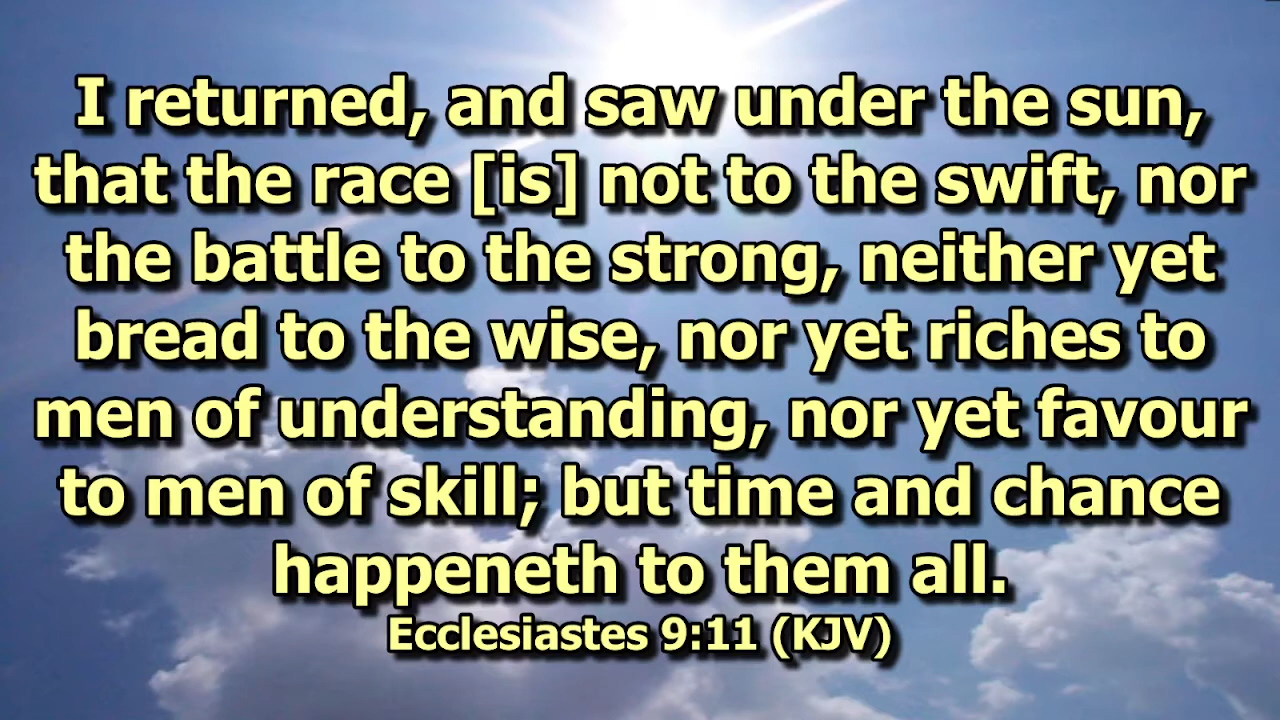 I returned, and saw under the sun,
that the race [is] not to the swift, nor
the battle to the strong, neither yet
bread to the wise, nor yet riches to
men of understanding, nor yet favour
to men of skill; but time and chance
happeneth to them all.
Ecclesiastes 9:11 (KJV)